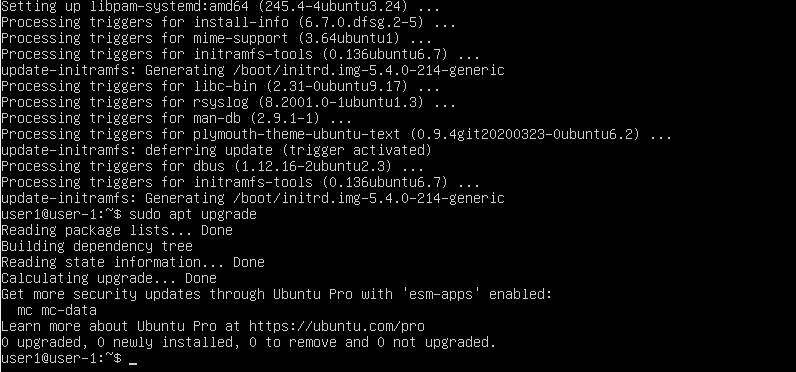 Setting up libpam-systemd:amd64 (245.4-4ubuntu3.24) ...
Processing triggers for install-info (6.7.0.dfsg.2-5) ...
Processing triggers for mime-support (3.64ubuntu1) ...
Processing triggers for initramfs-tools (0.136ubuntu6.7) ...
update-initramfs: Generating /boot/initrd.img-5.4.0-214-generic
Processing triggers for libc-bin (2.31-0ubuntu9.17) ...
Processing triggers for rsyslog (8.2001.0-1ubuntu1.3) ...
Processing triggers for man-db (2.9.1-1) ...
Processing triggers for plymouth-theme-ubuntu-text (0.9.4git20200323-0ubuntu6.2) ...
update-initramfs: deferring update (trigger activated)
Processing triggers for dbus (1.12.16-2ubuntu2.3) ...
Processing triggers for initramfs-tools (0.136ubuntu6.7) ...
update-initramfs: Generating /boot/initrd.img-5.4.0-214-generic
user1@user-1:~$ sudo apt upgrade
Reading package lists... Done
Building dependency tree
Reading state information... Done
Calculating upgrade... Done
Get more security updates through Ubuntu Pro with 'esm-apps' enabled:
  mc mc-data
Learn more about Ubuntu Pro at https://ubuntu.com/pro
0 upgraded, 0 newly installed, 0 to remove and 0 not upgraded.
user1@user-1:~$ _